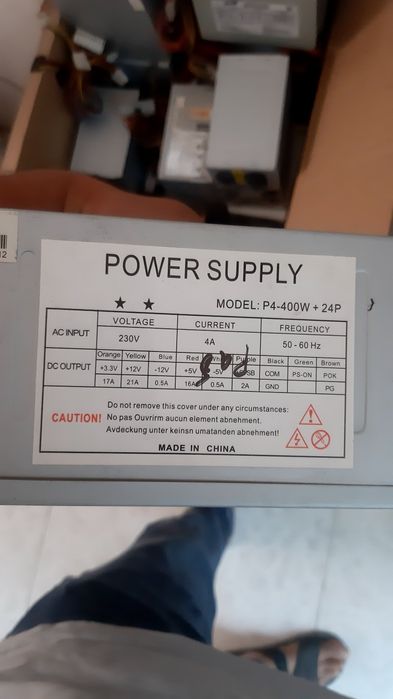 12
POWER SUPPLY
★ ★ MODEL: P4-400W + 24P
AC INPUT VOLTAGE CURRENT FREQUENCY
230V 4A 50 - 60 Hz
DC OUTPUT Orange Yellow Blue Red Purple Black Green Brown
+3.3V +12V -12V +5V -5V COM PS-ON POK
17A 21A 0.5A 16A 0.5A 2A GND PG
CAUTION!
Do not remove this cover under any circumstances:
No pas Ouvrirm aucun element abnehment.
Avdeckung unter keinsn umatanden abnehment!
MADE IN CHINA